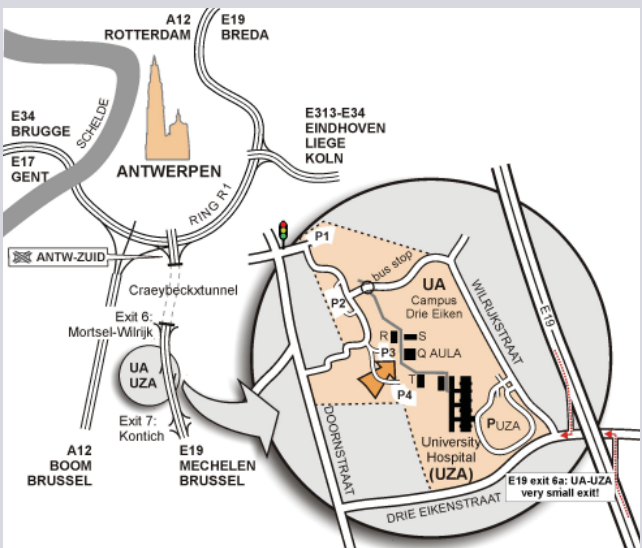 A12
ROTTERDAM
E19
BREDA
E34
BRUGGE
SCHELDE
E313-E34
EINDHOVEN
LIEGE
KOLN
E17
GENT
ANTWERPEN
RING R1
ANTW-ZUID
Craeybeckxtunnel
Exit 6:
Mortsel-Wilrijk
UA
UZA
Exit 7:
Kontich
A12
BOOM
BRUSSEL
E19
MECHELEN
BRUSSEL
P1
bus stop
UA
Campus
Drie Eiken
WILRIJKSTRAAT
E19
P2
R
S
P3
Q AULA
T
P4
PUZA
University
Hospital
(UZA)
DOORNSTRAAT
DRIE EIKENSTRAAT
E19 exit 6a: UA-UZA
very small exit!